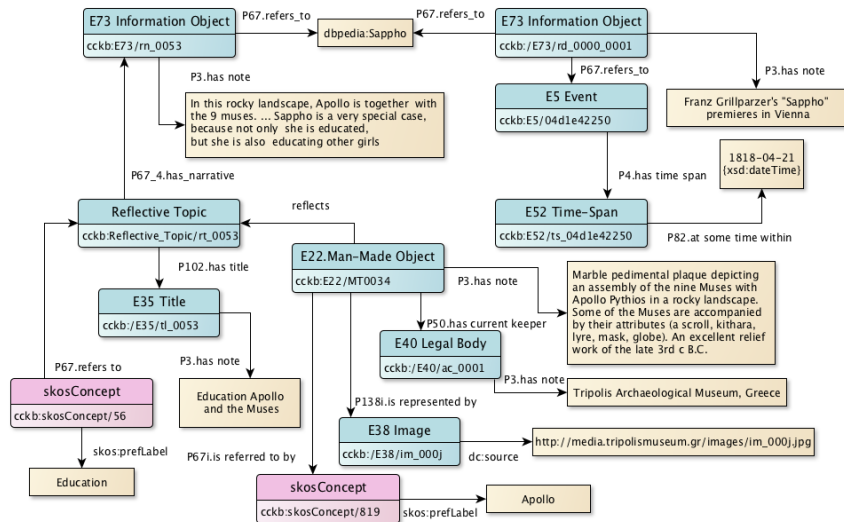 P67.refers_to
P67.refers_to
E73 Information Object
cckb:E73/rn_0053
dbpedia:Sappho
E73 Information Object
cckb:/E73/rd_0000_0001
P3.has note
In this rocky landscape, Apollo is together with
the 9 muses. ... Sappho is a very special case,
because not only she is educated,
but she is also educating other girls
P67.refers_to
P3.has note
E5 Event
cckb:E5/04d1e42250
Franz Grillparzer's "Sappho"
premieres in Vienna
P67_4.has_narrative
P4.has time span
1818-04-21
{xsd:dateTime}
Reflective Topic
cckb:Reflective_Topic/rt_0053
reflects
E52 Time-Span
cckb:E52/ts_04d1e42250
P82.at some time within
P102.has title
E22.Man-Made Object
cckb:E22/MT0034
P3.has note
Marble pedimental plaque depicting
an assembly of the nine Muses with
Apollo Pythios in a rocky landscape.
Some of the Muses are accompanied
by their attributes (a scroll, kithara,
lyre, mask, globe). An excellent relief
work of the late 3rd c B.C.
E35 Title
cckb:/E35/tl_0053
P50.has current keeper
E40 Legal Body
cckb:/E40/ac_0001
P3.has note
P67.refers to
P3.has note
Tripolis Archaeological Museum, Greece
skosConcept
cckb:skosConcept/56
Education Apollo
and the Muses
P138i.is represented by
E38 Image
cckb:/E38/im_000j
dc:source
http://media.tripolismuseum.gr/images/im_000j.jpg
skos:prefLabel
Education
P67i.is referred to by
skosConcept
cckb:skosConcept/819
skos:prefLabel
Apollo